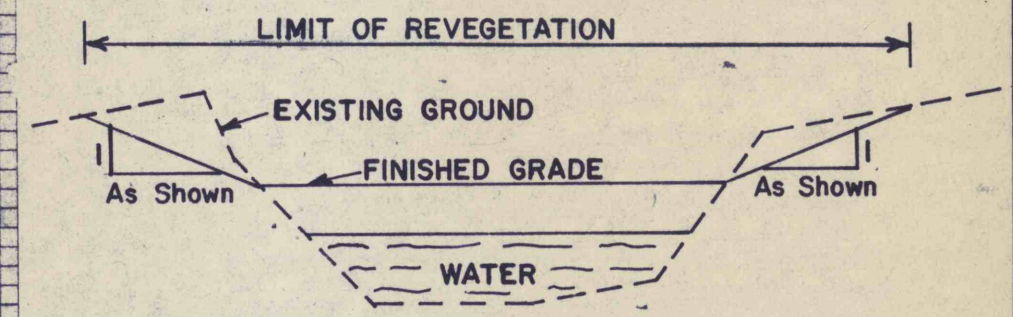 LIMIT OF REVEGETATION
EXISTING GROUND
FINISHED GRADE
1
As Shown
1
As Shown
WATER